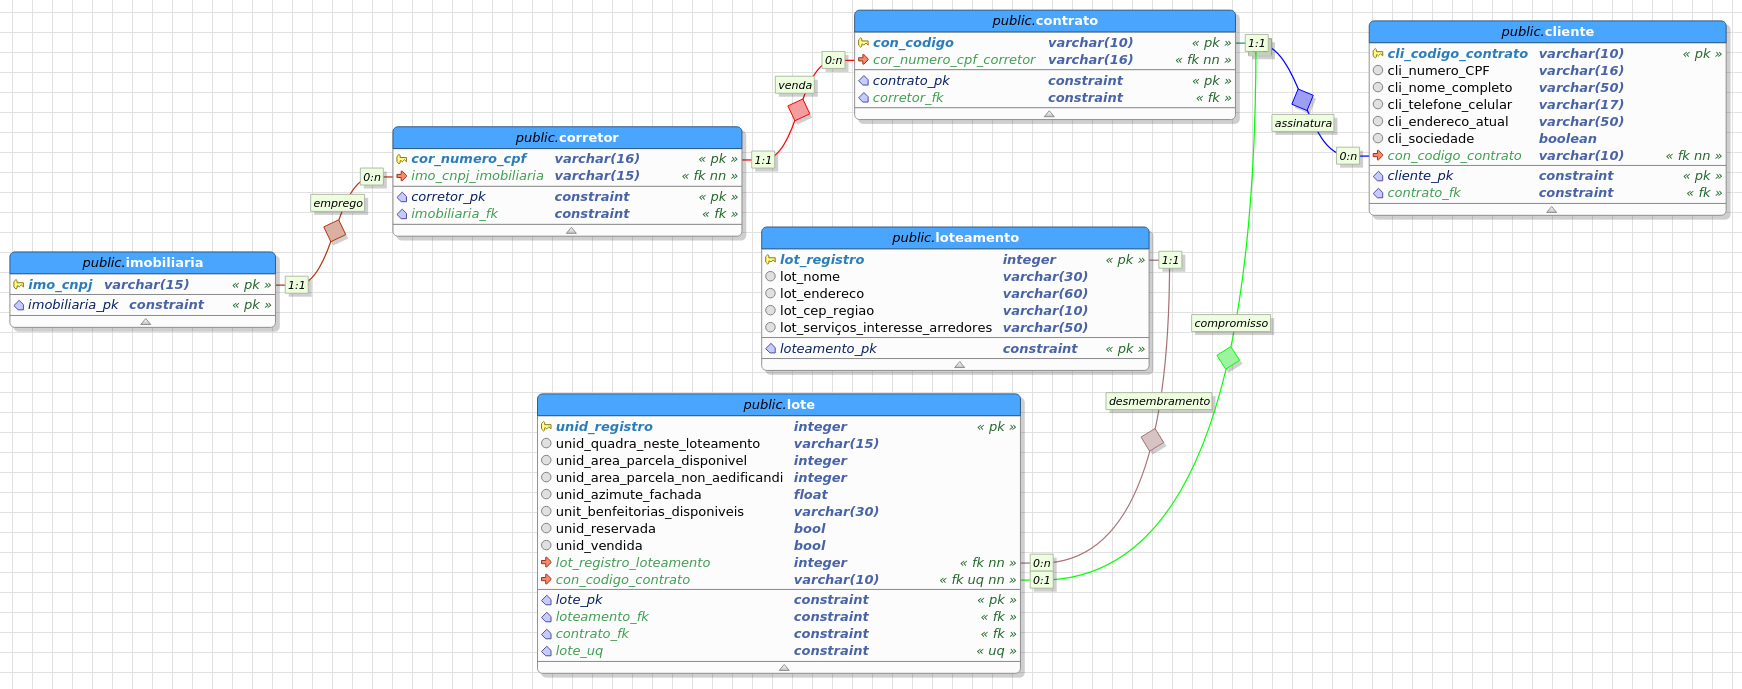 public.contrato
con_codigo varchar(10) « pk »
cor_numero_cpf_corretor varchar(16) « fk nn »
contrato_pk constraint « pk »
corretor_fk constraint « fk »
public.cliente
cli_codigo_contrato varchar(10) « pk »
cli_numero_CPF varchar(16)
cli_nome_completo varchar(50)
cli_telefone_celular varchar(17)
cli_endereco_atual varchar(50)
cli_sociedade boolean
con_codigo_contrato varchar(10) « fk nn »
cliente_pk constraint « pk »
contrato_fk constraint « fk »
1:1
assinatura
0:n
0:n
venda
1:1
public.corretor
cor_numero_cpf varchar(16) « pk »
imo_cnpj_imobiliaria varchar(15) « fk nn »
corretor_pk constraint « pk »
imobiliaria_fk constraint « fk »
0:n
emprego
1:1
public.imobiliaria
imo_cnpj varchar(15) « pk »
imobiliaria_pk constraint « pk »
public.loteamento
lot_registro integer « pk »
lot_nome varchar(30)
lot_endereco varchar(60)
lot_cep_regiao varchar(10)
lot_serviços_interesse_arredores varchar(50)
loteamento_pk constraint « pk »
1:1
compromisso
desmembramento
public.lote
unid_registro integer « pk »
unid_quadra_neste_loteamento varchar(15)
unid_area_parcela_disponivel integer
unid_area_parcela_non_aedificandi integer
unid_azimute_fachada float
unit_benfeitorias_disponiveis varchar(30)
unid_reservada bool
unid_vendida bool
lot_registro_loteamento integer « fk nn »
con_codigo_contrato varchar(10) « fk uq nn »
lote_pk constraint « pk »
loteamento_fk constraint « fk »
contrato_fk constraint « fk »
lote_uq constraint « uq »
0:n
0:1